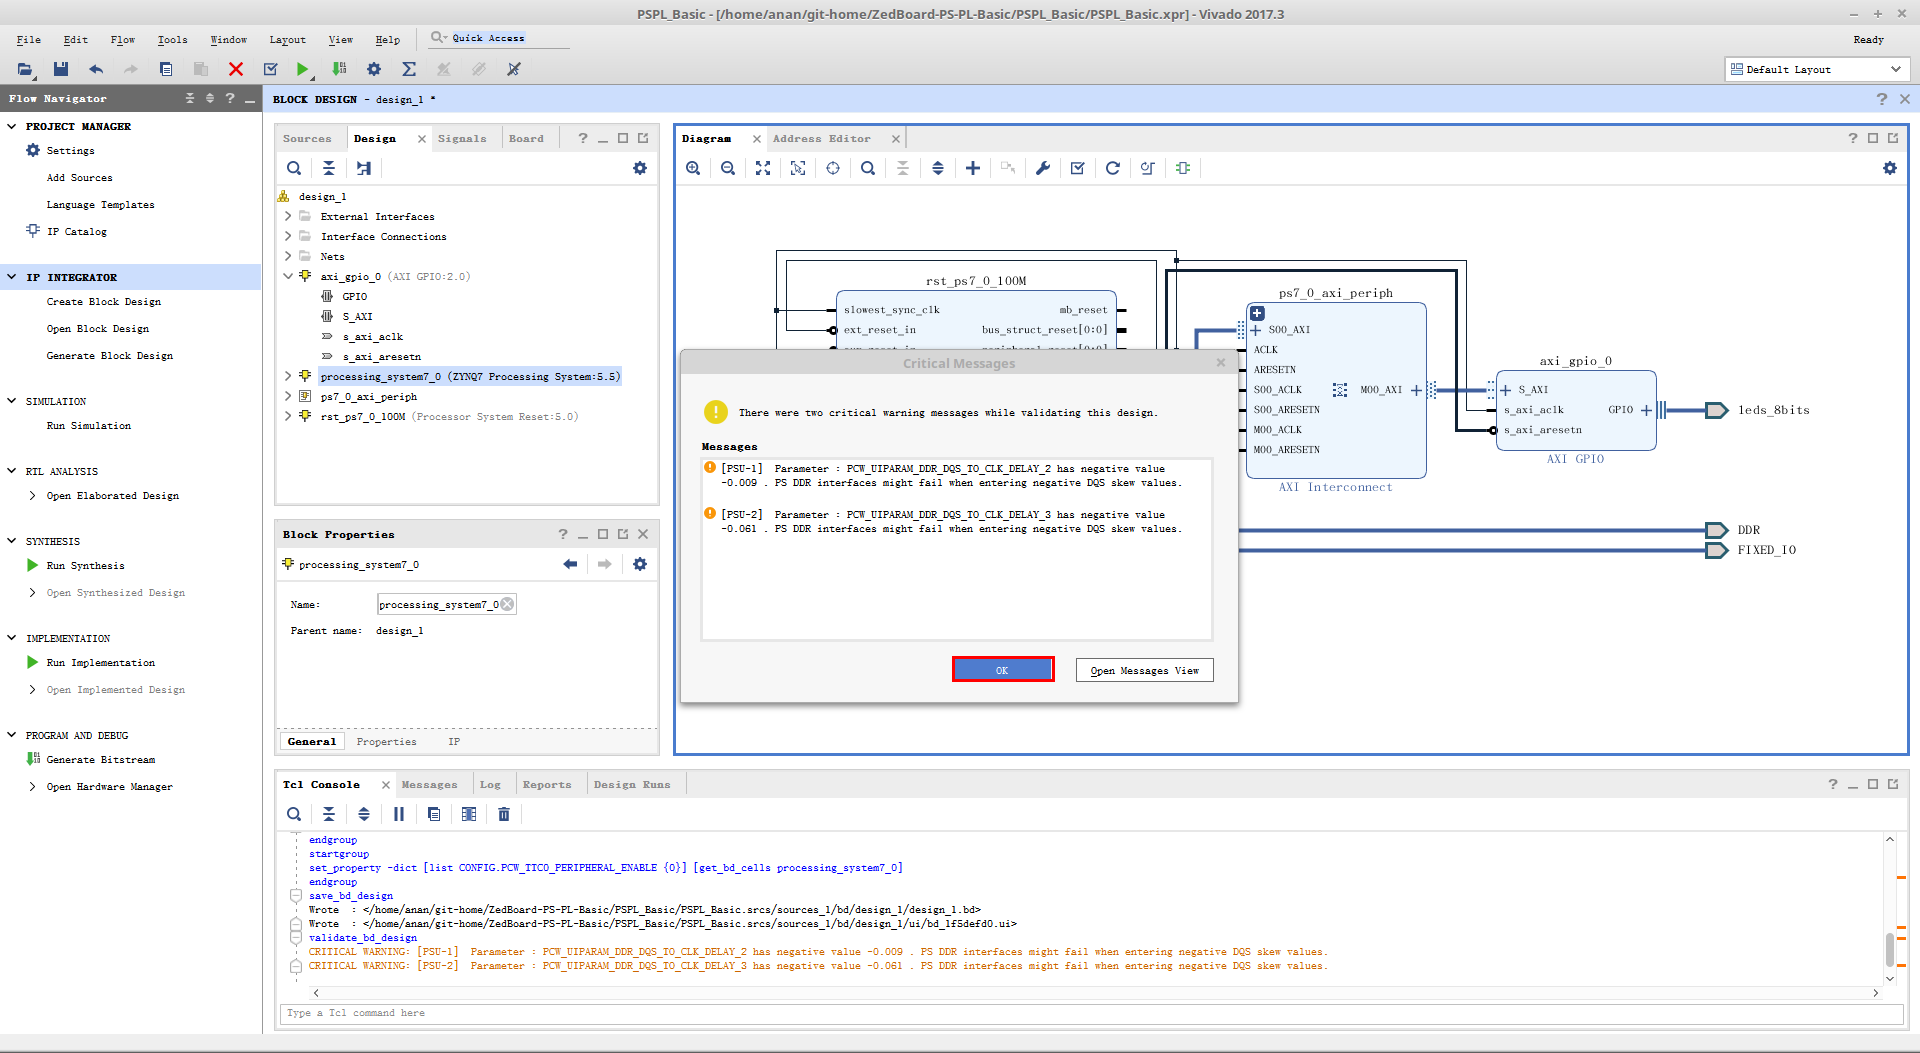 PSPL_Basic - [/home/anan/git-home/ZedBoard-PS-PL-Basic/PSPL_Basic/PSPL_Basic.xpr] - Vivado 2017.3
File Edit Flow Tools Window Layout View Help Quick Access
Ready
Default Layout
Flow Navigator
PROJECT MANAGER
Settings
Add Sources
Language Templates
IP Catalog
IP INTEGRATOR
Create Block Design
Open Block Design
Generate Block Design
SIMULATION
Run Simulation
RTL ANALYSIS
Open Elaborated Design
SYNTHESIS
Run Synthesis
Open Synthesized Design
IMPLEMENTATION
Run Implementation
Open Implemented Design
PROGRAM AND DEBUG
Generate Bitstream
Open Hardware Manager
BLOCK DESIGN - design_1 *
Sources Design Signals Board
design_1
External Interfaces
Interface Connections
Nets
axi_gpio_0 (AXI GPIO:2.0)
GPIO
S_AXI
s_axi_aclk
s_axi_aresetn
processing_system7_0 (ZYNQ7 Processing System:5.5)
ps7_0_axi_periph
rst_ps7_0_100M (Processor System Reset:5.0)
Block Properties
processing_system7_0
Name: processing_system7_0
Parent name: design_1
General Properties IP
Diagram Address Editor
rst_ps7_0_100M
slowest_sync_clk mb_reset
ext_reset_in bus_struct_reset[0:0]
ps7_0_axi_periph
S00_AXI
ACLK
ARESETN
S00_ACLK M00_AXI
S00_ARESETN
M00_ACLK
M00_ARESETN
AXI Interconnect
axi_gpio_0
S_AXI
s_axi_aclk GPIO
s_axi_aresetn
AXI GPIO
leds_8bits
DDR
FIXED_IO
Critical Messages
There were two critical warning messages while validating this design.
Messages
[PSU-1] Parameter : PCW_UIPARAM_DDR_DQS_TO_CLK_DELAY_2 has negative value
-0.009 . PS DDR interfaces might fail when entering negative DQS skew values.
[PSU-2] Parameter : PCW_UIPARAM_DDR_DQS_TO_CLK_DELAY_3 has negative value
-0.061 . PS DDR interfaces might fail when entering negative DQS skew values.
OK Open Messages View
Tcl Console Messages Log Reports Design Runs
endgroup
startgroup
set_property -dict [list CONFIG.PCW_TTC0_PERIPHERAL_ENABLE {0}] [get_bd_cells processing_system7_0]
endgroup
save_bd_design
Wrote : </home/anan/git-home/ZedBoard-PS-PL-Basic/PSPL_Basic/PSPL_Basic.srcs/sources_1/bd/design_1/design_1.bd>
Wrote : </home/anan/git-home/ZedBoard-PS-PL-Basic/PSPL_Basic/PSPL_Basic.srcs/sources_1/bd/design_1/ui/bd_1f5defd0.ui>
validate_bd_design
CRITICAL WARNING: [PSU-1] Parameter : PCW_UIPARAM_DDR_DQS_TO_CLK_DELAY_2 has negative value -0.009 . PS DDR interfaces might fail when entering negative DQS skew values.
CRITICAL WARNING: [PSU-2] Parameter : PCW_UIPARAM_DDR_DQS_TO_CLK_DELAY_3 has negative value -0.061 . PS DDR interfaces might fail when entering negative DQS skew values.
Type a Tcl command here